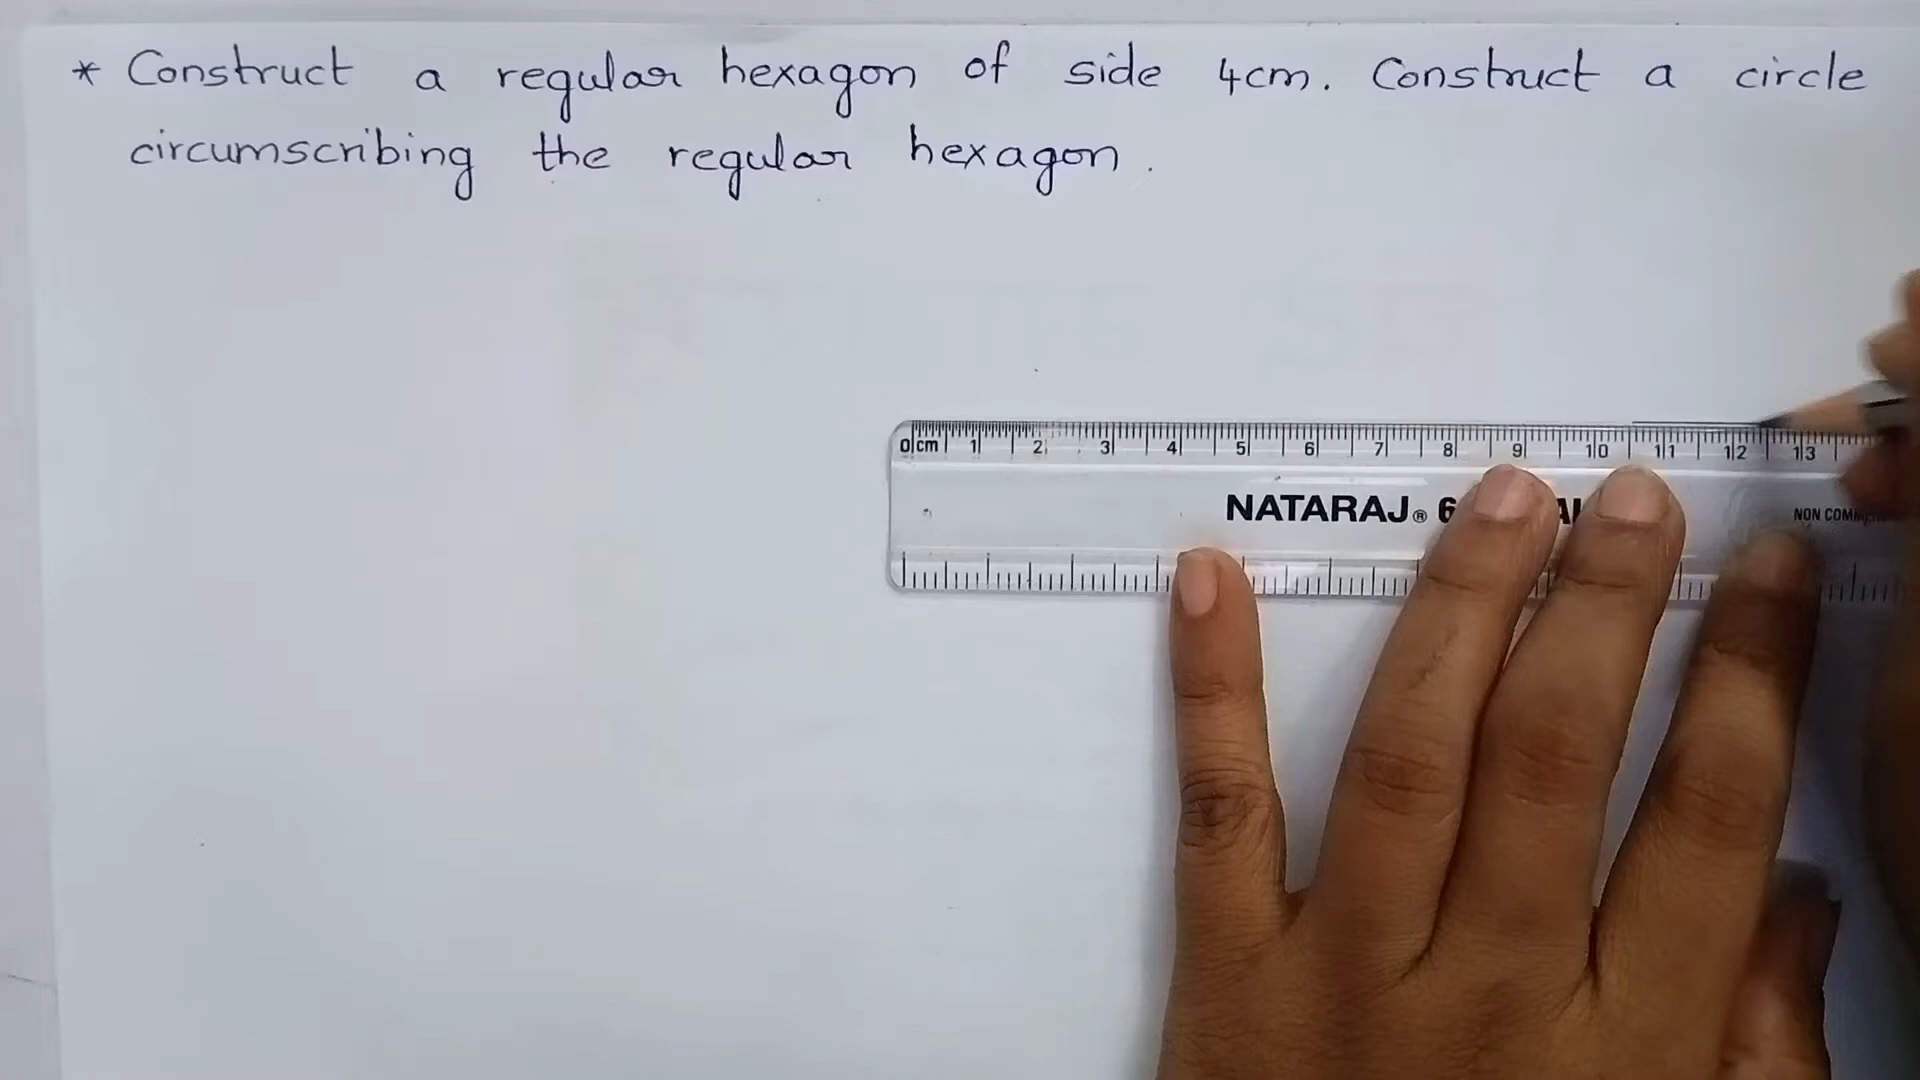 * Construct a regular hexagon of side 4cm. Construct a circle
circumscribing the regular hexagon.
0 cm 1 2 3 4 5 6 7 8 9 10 11 12 13
NATARAJ® 6
NON